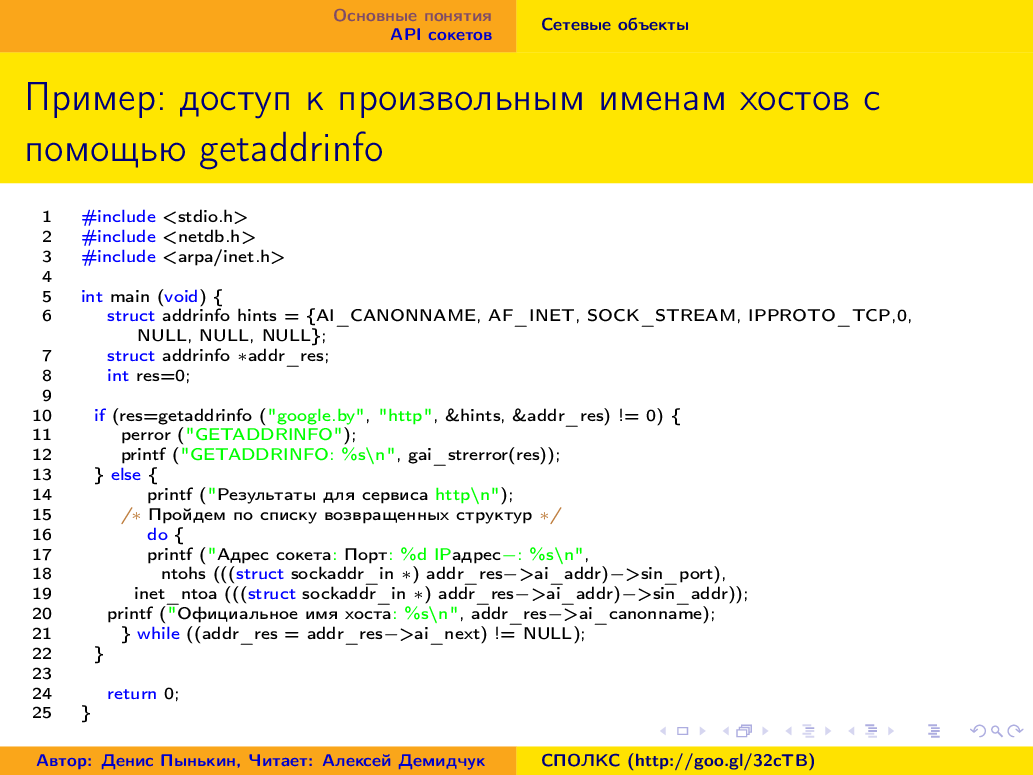 Основные понятия
API сокетов
Сетевые объекты
Пример: доступ к произвольным именам хостов с
помощью getaddrinfo
1 #include <stdio.h>
2 #include <netdb.h>
3 #include <arpa/inet.h>
4
5 int main (void) {
6 struct addrinfo hints = {AI_CANONNAME, AF_INET, SOCK_STREAM, IPPROTO_TCP,0,
NULL, NULL, NULL};
7 struct addrinfo *addr_res;
8 int res=0;
9
10 if (res=getaddrinfo ("google.by", "http", &hints, &addr_res) != 0) {
11 perror ("GETADDRINFO");
12 printf ("GETADDRINFO: %s\n", gai_strerror(res));
13 } else {
14 printf ("Результаты для сервиса http\n");
15 /* Пройдем по списку возвращенных структур */
16 do {
17 printf ("Адрес сокета: Порт: %d IPадрес−: %s\n",
18 ntohs (((struct sockaddr_in *) addr_res−>ai_addr)−>sin_port),
19 inet_ntoa (((struct sockaddr_in *) addr_res−>ai_addr)−>sin_addr));
20 printf ("Официальное имя хоста: %s\n", addr_res−>ai_canonname);
21 } while ((addr_res = addr_res−>ai_next) != NULL);
22 }
23
24 return 0;
25 }
Автор: Денис Пынькин, Читает: Алексей Демидчук
СПОЛКС (http://goo.gl/32cTB)